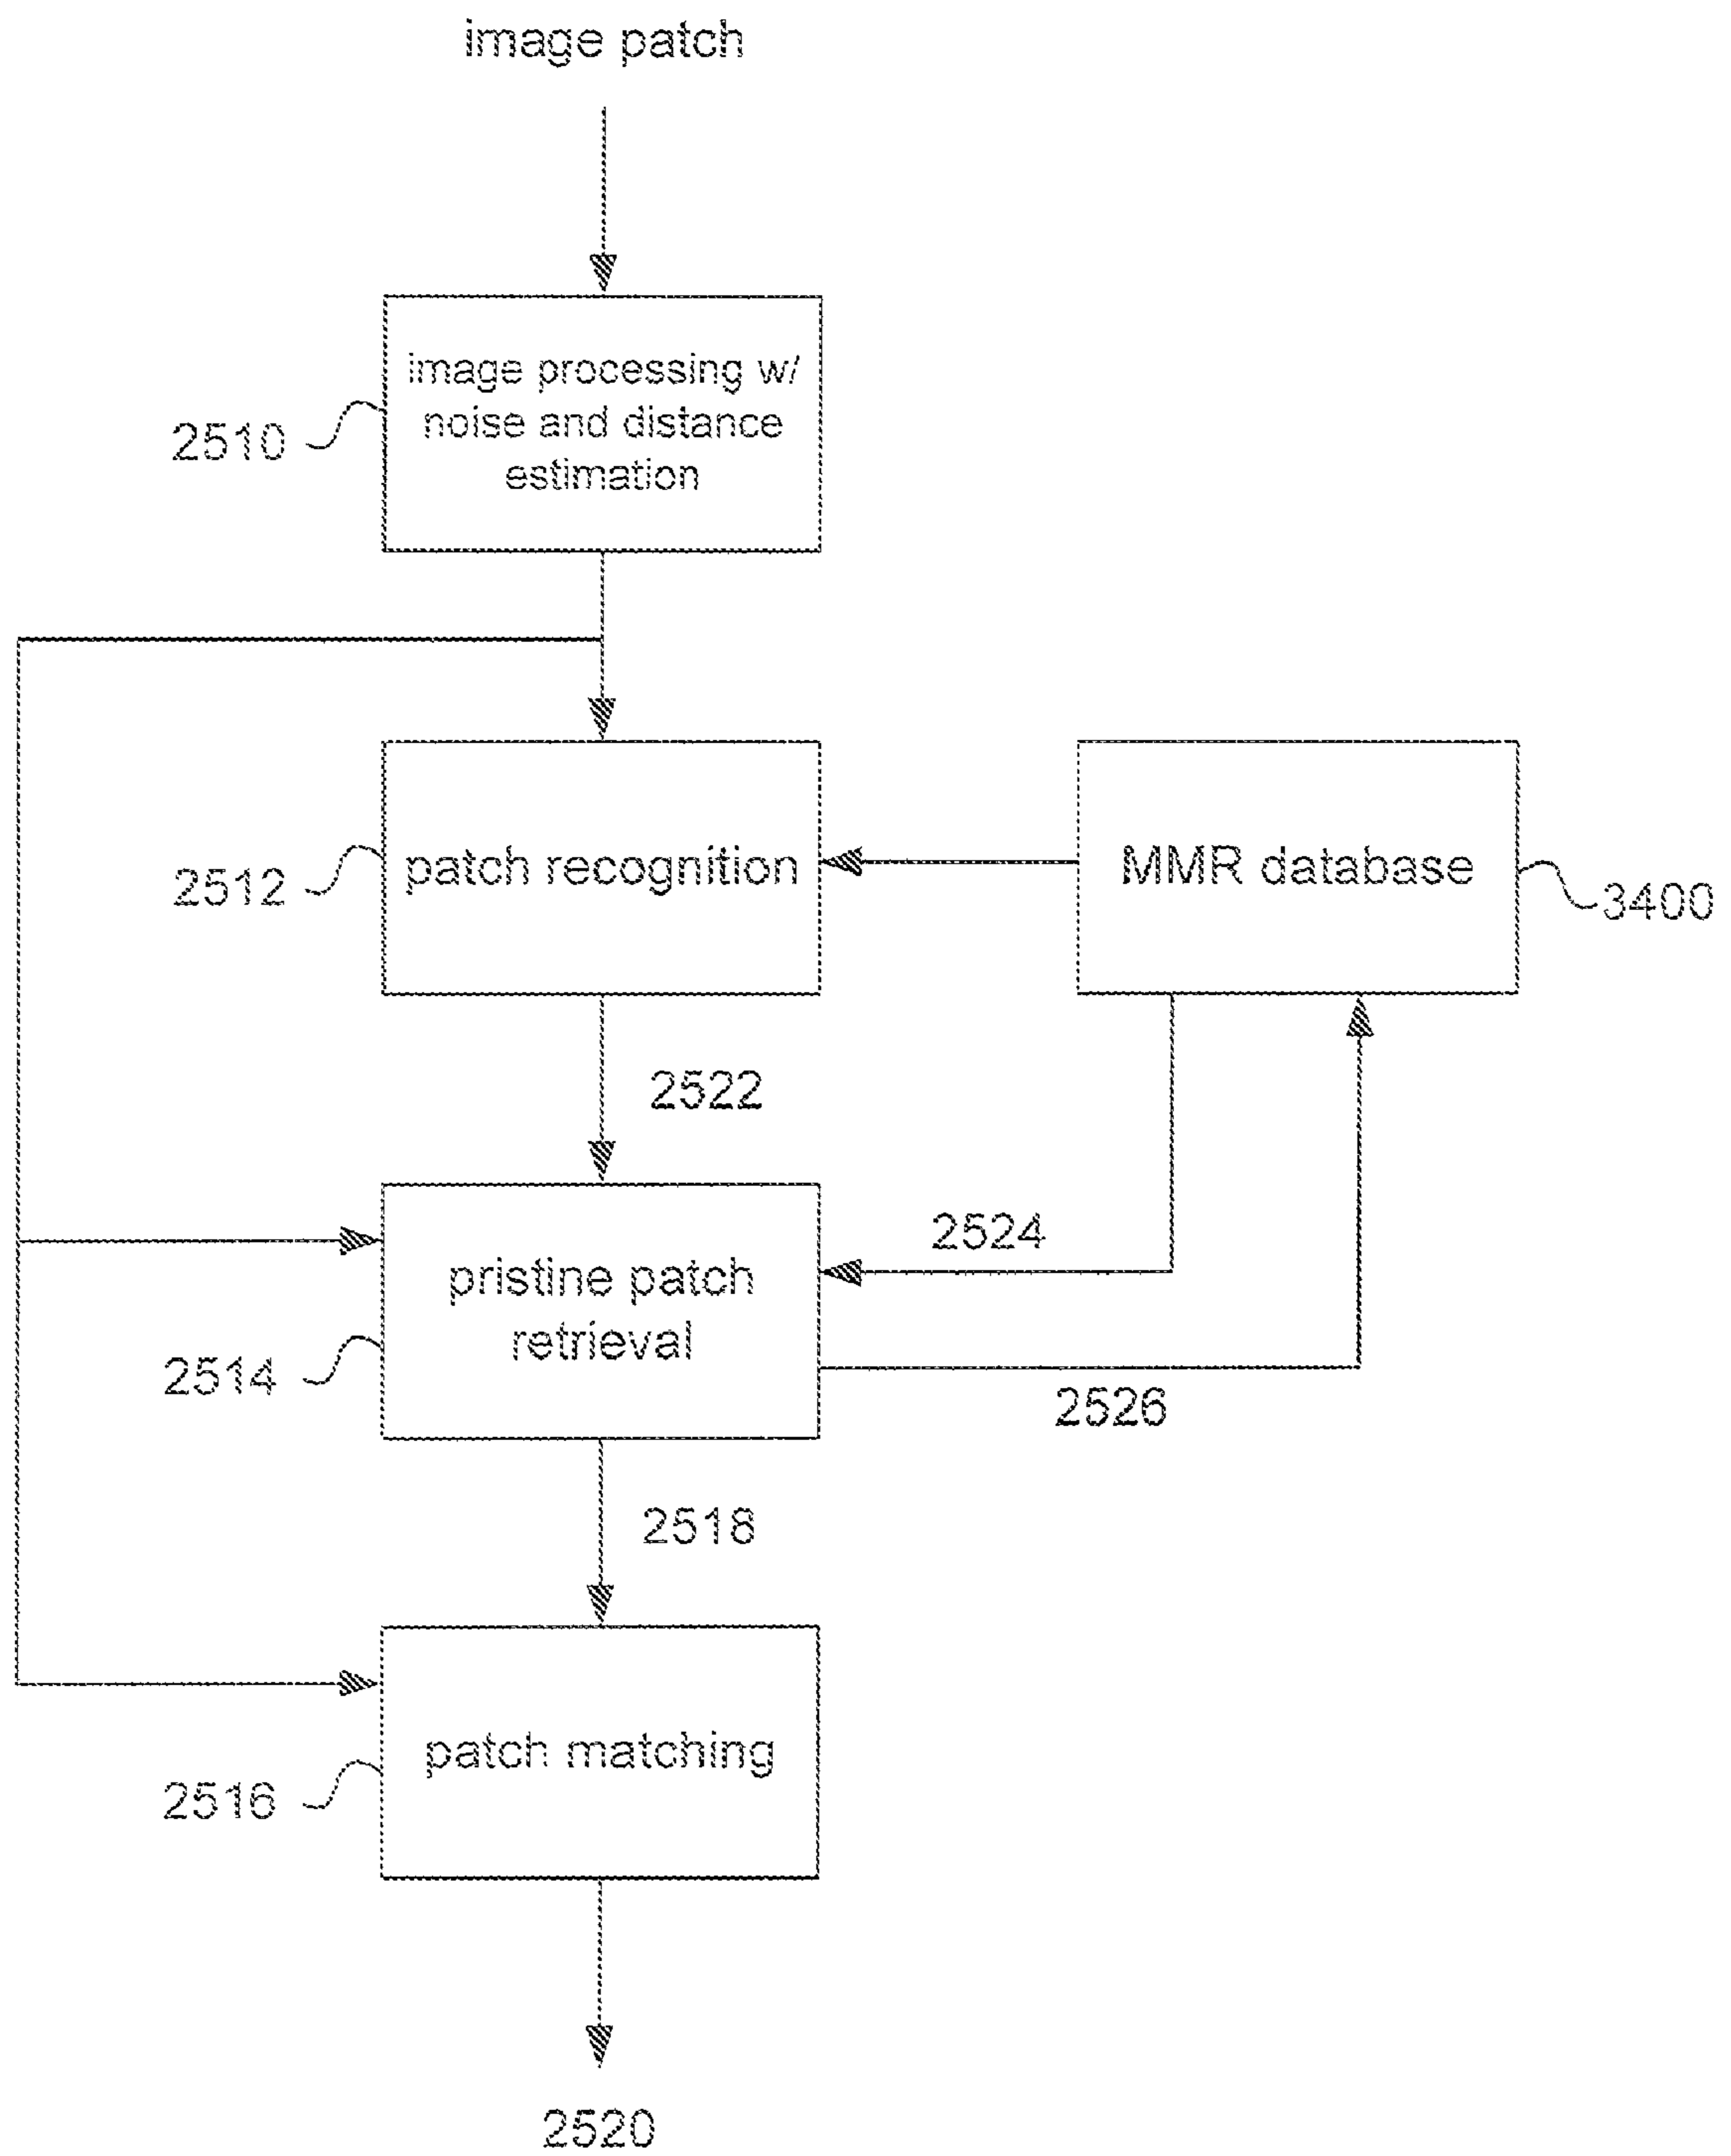 image patch
image processing w/
noise and distance
estimation
2510
patch recognition
2512
MMR database
3400
2522
pristine patch
retrieval
2514
2524
2526
2518
patch matching
2516
2520